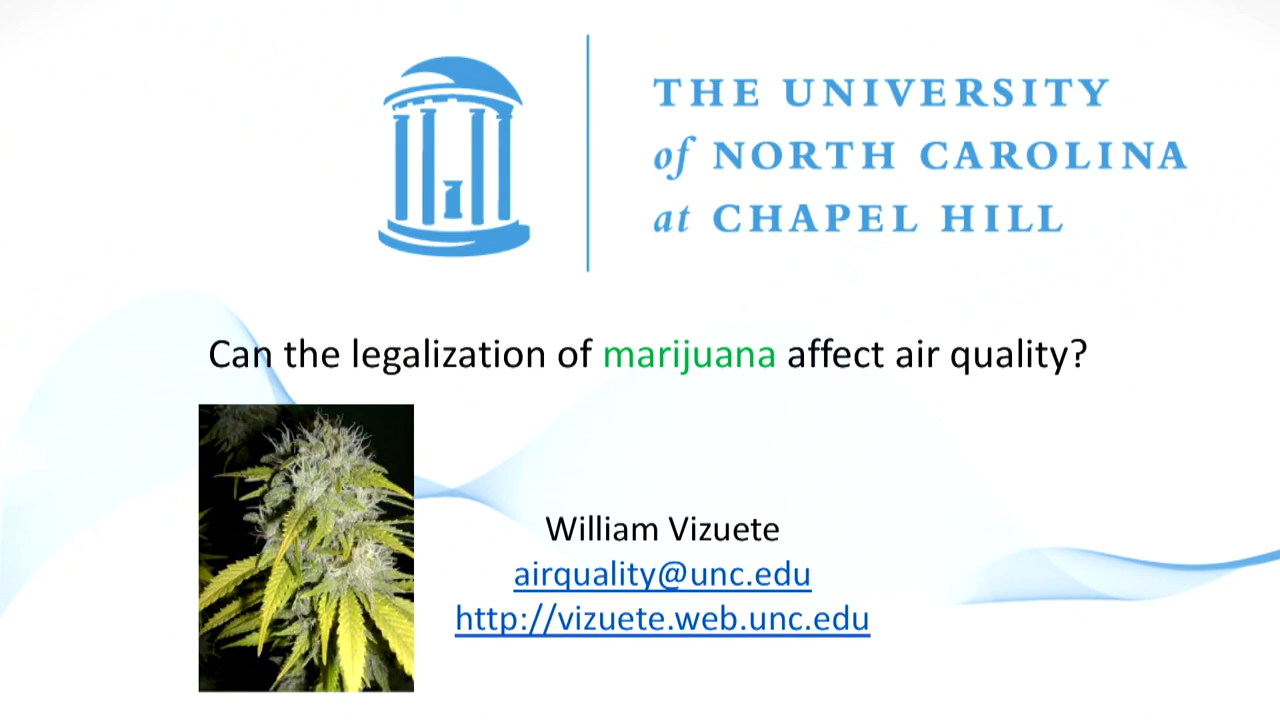 THE UNIVERSITY
of NORTH CAROLINA
at CHAPEL HILL
Can the legalization of marijuana affect air quality?
William Vizuete
airquality@unc.edu
http://vizuete.web.unc.edu